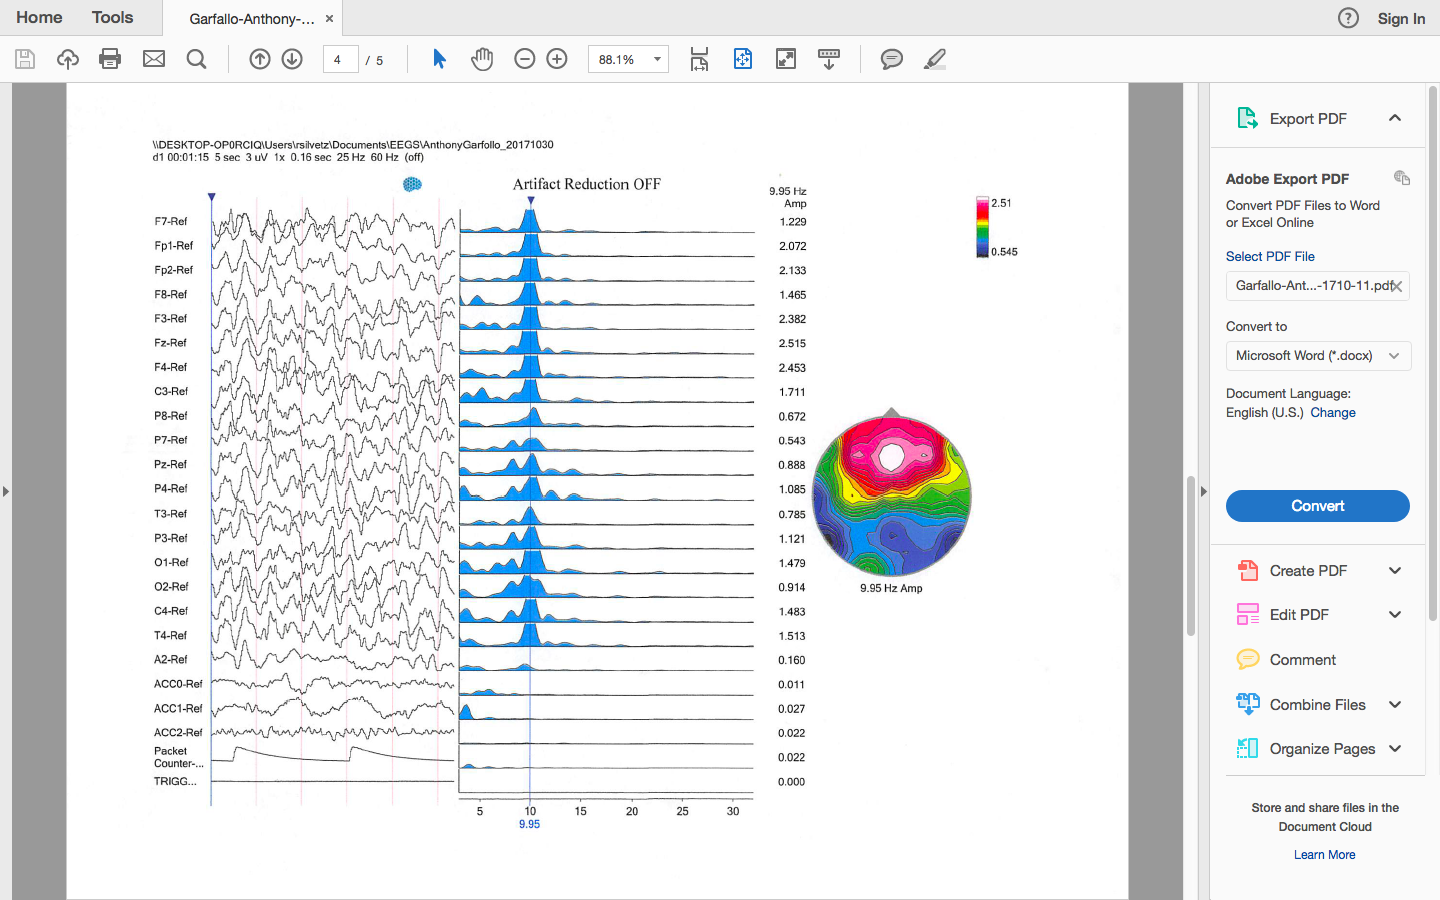 Home
Tools
Garfallo-Anthony-... ×
? Sign In
4 / 5
88.1%
\\DESKTOP-OP0RCIQ\Users\rsilvetz\Documents\EEGS\AnthonyGarfollo_20171030
d1 00:01:15 5 sec 3 uV 1x 0.16 sec 25 Hz 60 Hz (off)
Artifact Reduction OFF
9.95 Hz
Amp
F7-Ref 1.229
Fp1-Ref 2.072
Fp2-Ref 2.133
F8-Ref 1.465
F3-Ref 2.382
Fz-Ref 2.515
F4-Ref 2.453
C3-Ref 1.711
P8-Ref 0.672
P7-Ref 0.543
Pz-Ref 0.888
P4-Ref 1.085
T3-Ref 0.785
P3-Ref 1.121
O1-Ref 1.479
O2-Ref 0.914
C4-Ref 1.483
T4-Ref 1.513
A2-Ref 0.160
ACC0-Ref 0.011
ACC1-Ref 0.027
ACC2-Ref 0.022
Packet
Counter-... 0.022
TRIGG... 0.000
5 10 15 20 25 30
9.95
2.51
0.545
9.95 Hz Amp
Export PDF
Adobe Export PDF
Convert PDF Files to Word
or Excel Online
Select PDF File
Garfallo-Ant...-1710-11.pdf
Convert to
Microsoft Word (*.docx)
Document Language:
English (U.S.) Change
Convert
Create PDF
Edit PDF
Comment
Combine Files
Organize Pages
Store and share files in the
Document Cloud
Learn More